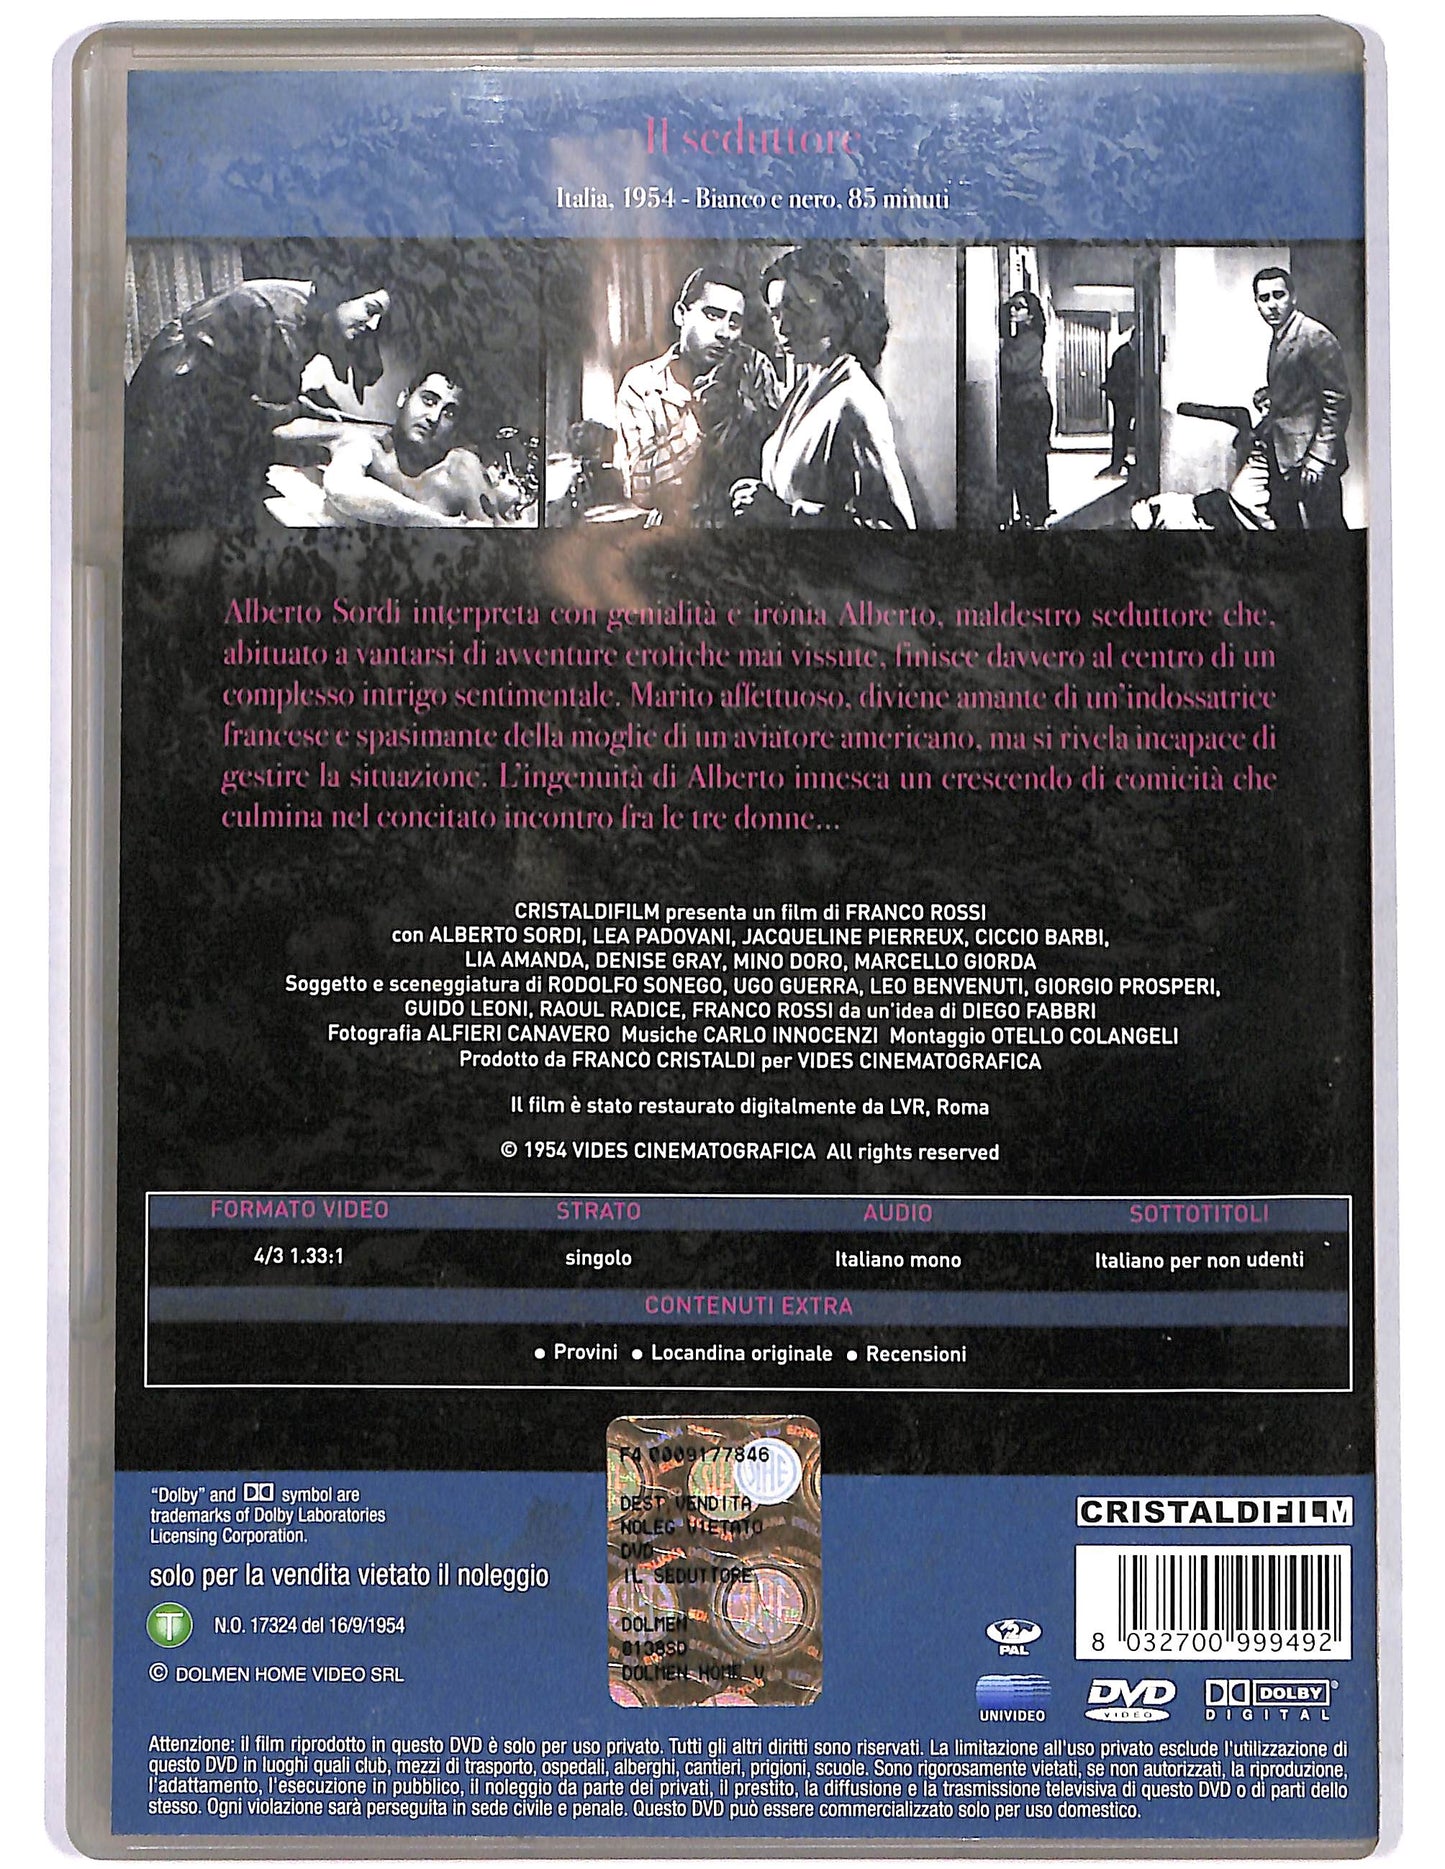 Il seduttore
Italia, 1954 - Bianco e nero, 85 minuti
Alberto Sordi interpreta con genialità e ironia Alberto, maldestro seduttore che,
abituato a vantarsi di avventure erotiche mai vissute, finisce davvero al centro di un
complesso intrigo sentimentale. Marito affettuoso, diviene amante di un'indossatrice
francese e spasimante della moglie di un aviatore americano, ma si rivela incapace di
gestire la situazione. L'ingenuità di Alberto innesca un crescendo di comicità che
culmina nel concitato incontro fra le tre donne...
CRISTALDIFILM presenta un film di FRANCO ROSSI
con ALBERTO SORDI, LEA PADOVANI, JACQUELINE PIERREUX, CICCIO BARBI,
LIA AMANDA, DENISE GRAY, MINO DORO, MARCELLO GIORDA
Soggetto e sceneggiatura di RODOLFO SONEGO, UGO GUERRA, LEO BENVENUTI, GIORGIO PROSPERI,
GUIDO LEONI, RAOUL RADICE, FRANCO ROSSI da un'idea di DIEGO FABBRI
Fotografia ALFIERI CANAVERO Musiche CARLO INNOCENZI Montaggio OTELLO COLANGELI
Prodotto da FRANCO CRISTALDI per VIDES CINEMATOGRAFICA
Il film è stato restaurato digitalmente da LVR, Roma
© 1954 VIDES CINEMATOGRAFICA All rights reserved
FORMATO VIDEO STRATO AUDIO SOTTOTITOLI
4/3 1.33:1 singolo Italiano mono Italiano per non udenti
CONTENUTI EXTRA
● Provini ● Locandina originale ● Recensioni
F4 0009177846
DEST VENDITA/
NOLEG VIETATO
DVD
IL SEDUTTORE
DOLMEN
0138SD
DOLMEN HOME V
"Dolby" and DD symbol are
trademarks of Dolby Laboratories
Licensing Corporation.
solo per la vendita vietato il noleggio
T N.O. 17324 del 16/9/1954
© DOLMEN HOME VIDEO SRL
CRISTALDIFILM
8 032700 999492
2 PAL
UNIVIDEO
DVD VIDEO
DOLBY DIGITAL
Attenzione: il film riprodotto in questo DVD è solo per uso privato. Tutti gli altri diritti sono riservati. La limitazione all'uso privato esclude l'utilizzazione di
questo DVD in luoghi quali club, mezzi di trasporto, ospedali, alberghi, cantieri, prigioni, scuole. Sono rigorosamente vietati, se non autorizzati, la riproduzione,
l'adattamento, l'esecuzione in pubblico, il noleggio da parte dei privati, il prestito, la diffusione e la trasmissione televisiva di questo DVD o di parti dello
stesso. Ogni violazione sarà perseguita in sede civile e penale. Questo DVD può essere commercializzato solo per uso domestico.